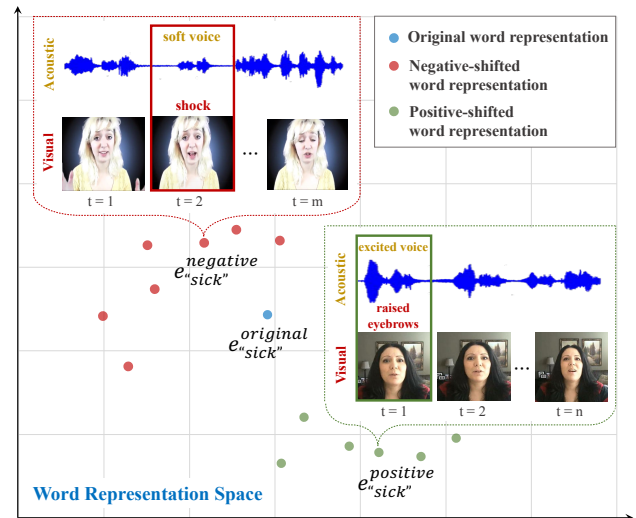 soft voice
Acoustic
shock
Visual
...
t = 1
t = 2
t = m
Original word representation
Negative-shifted
word representation
Positive-shifted
word representation
e^{negative}_{“sick”}
e^{original}_{“sick”}
excited voice
Acoustic
raised
eyebrows
Visual
...
t = 1
t = 2
t = n
e^{positive}_{“sick”}
Word Representation Space